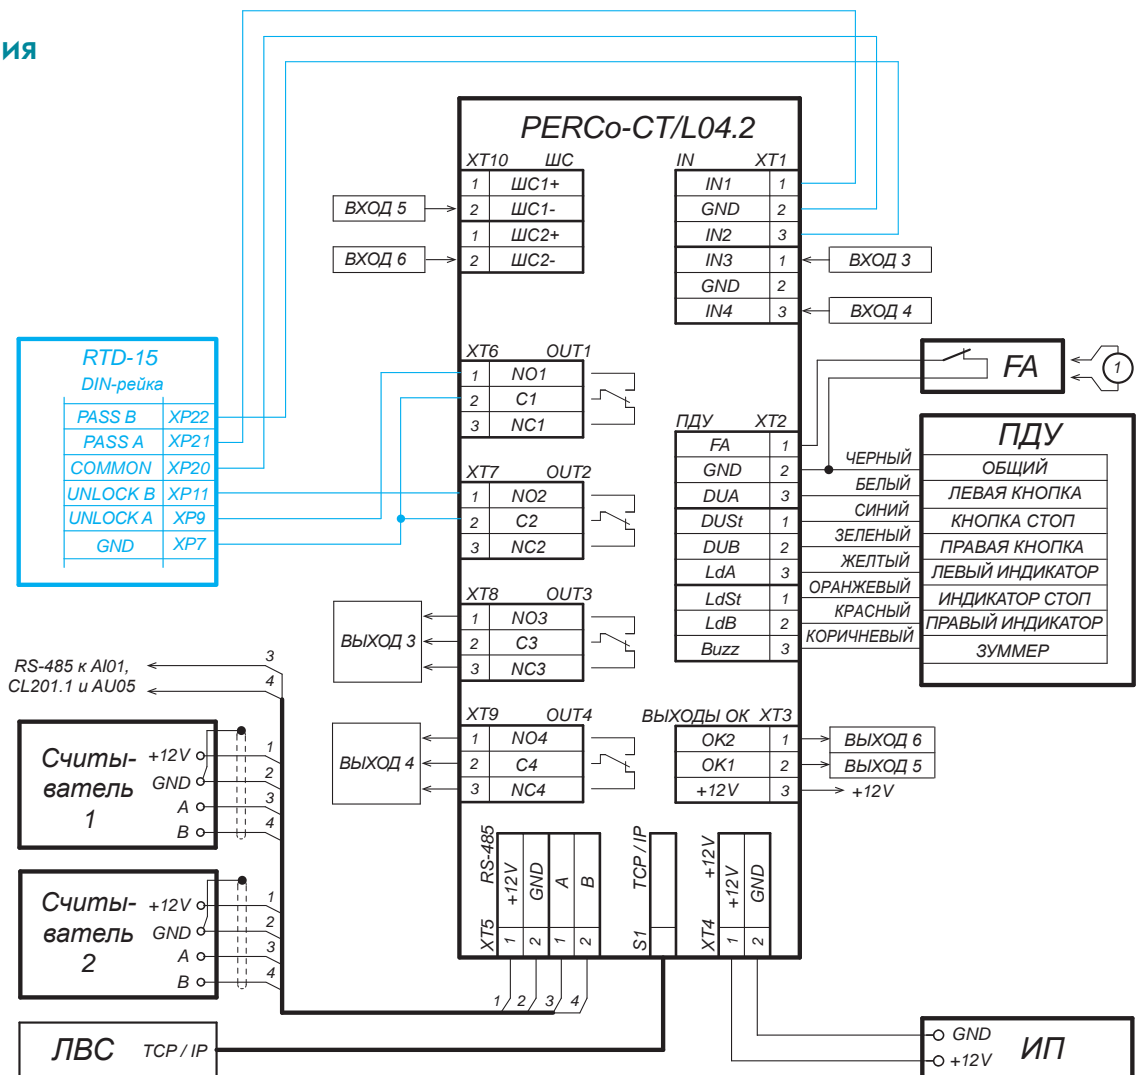 ИЯ
PERCo-CT/L04.2
XT10 ШС
1 ШС1+
2 ШС1-
1 ШС2+
2 ШС2-
ВХОД 5
ВХОД 6
IN XT1
IN1 1
GND 2
IN2 3
IN3 1
GND 2
IN4 3
ВХОД 3
ВХОД 4
RTD-15
DIN-рейка
PASS B XP22
PASS A XP21
COMMON XP20
UNLOCK B XP11
UNLOCK A XP9
GND XP7
XT6 OUT1
1 NO1
2 C1
3 NC1
XT7 OUT2
1 NO2
2 C2
3 NC2
XT8 OUT3
1 NO3
2 C3
3 NC3
ВЫХОД 3
XT9 OUT4
1 NO4
2 C4
3 NC4
ВЫХОД 4
FA
1
ПДУ XT2
FA 1
GND 2
DUA 3
DUSt 1
DUB 2
LdA 3
LdSt 1
LdB 2
Buzz 3
ЧЕРНЫЙ
БЕЛЫЙ
СИНИЙ
ЗЕЛЕНЫЙ
ЖЕЛТЫЙ
ОРАНЖЕВЫЙ
КРАСНЫЙ
КОРИЧНЕВЫЙ
ПДУ
ОБЩИЙ
ЛЕВАЯ КНОПКА
КНОПКА СТОП
ПРАВАЯ КНОПКА
ЛЕВЫЙ ИНДИКАТОР
ИНДИКАТОР СТОП
ПРАВЫЙ ИНДИКАТОР
ЗУММЕР
ВЫХОДЫ ОК XT3
OK2 1
OK1 2
+12V 3
ВЫХОД 6
ВЫХОД 5
+12V
RS-485 к AI01,
CL201.1 и AU05
3
4
Считы-
ватель
1
+12V 1
GND 2
A 3
B 4
Считы-
ватель
2
+12V 1
GND 2
A 3
B 4
XT5 RS-485
1 +12V
2 GND
1 A
2 B
S1 TCP / IP
XT4 +12V
1 +12V
2 GND
1 2 3 4
ЛВС TCP / IP
GND
+12V
ИП